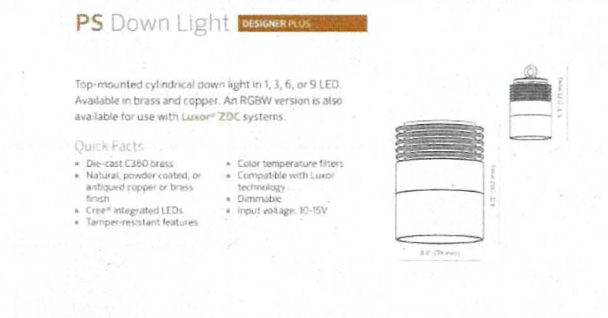 PS Down Light DESIGNER PLUS
Top-mounted cylindrical down light in 1, 3, 6, or 9 LED.
Available in brass and copper. An RGBW version is also
available for use with Luxor® ZDC systems.
Quick Facts
• Die-cast C360 brass
• Natural, powder coated, or
antiqued copper or brass
finish
• Cree® integrated LEDs
• Tamper-resistant features
• Color temperature filters
• Compatible with Luxor
technology
• Dimmable
• Input voltage: 10-15V